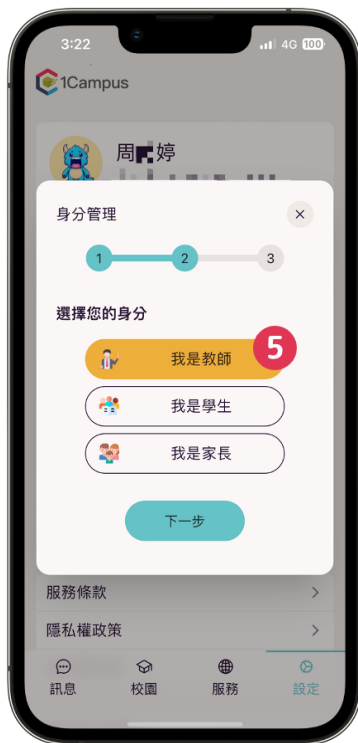 3:22
4G 100
1Campus
周
婷
身分管理
1 2 3
選擇您的身分
我是教師
5
我是學生
我是家長
下一步
服務條款
隱私權政策
訊息 校園 服務 設定